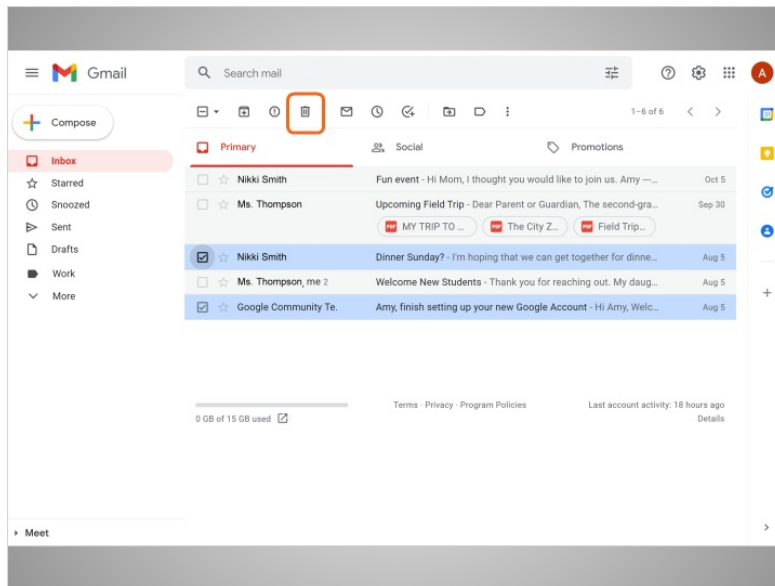 Gmail
Search mail
A
Compose
1–6 of 6
31
Primary
Social
Promotions
Inbox
Starred
Snoozed
Sent
Drafts
Work
More
Nikki Smith Fun event - Hi Mom, I thought you would like to join us. Amy —... Oct 5
Ms. Thompson Upcoming Field Trip - Dear Parent or Guardian, The second-gra... Sep 30
PDF MY TRIP TO ... PDF The City Z... PDF Field Trip...
Nikki Smith Dinner Sunday? - I'm hoping that we can get together for dinne... Aug 5
Ms. Thompson, me 2 Welcome New Students - Thank you for reaching out. My daug... Aug 5
Google Community Te. Amy, finish setting up your new Google Account - Hi Amy, Welc... Aug 5
0 GB of 15 GB used
Terms · Privacy · Program Policies
Last account activity: 18 hours ago
Details
Meet